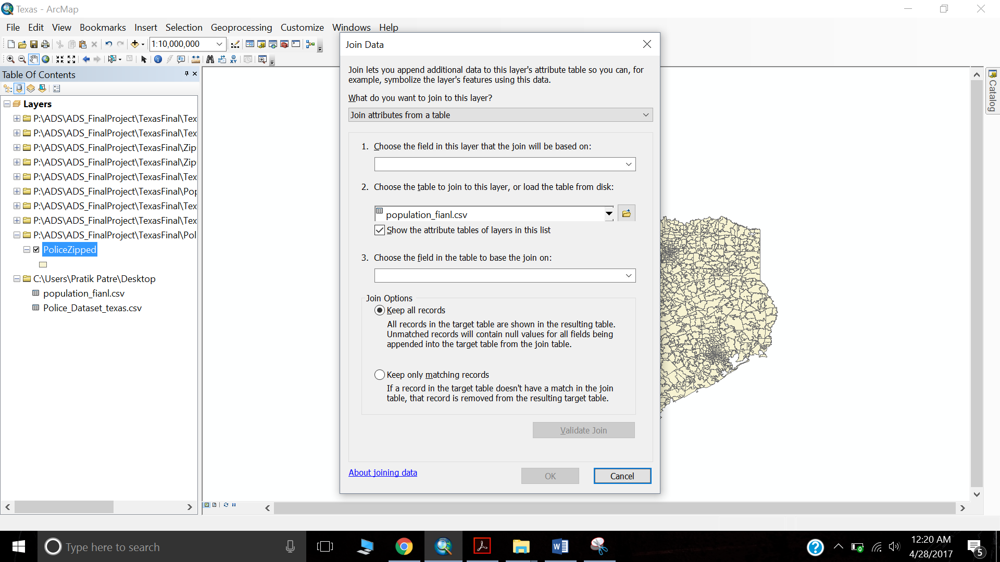 Texas - ArcMap
File Edit View Bookmarks Insert Selection Geoprocessing Customize Windows Help
1:10,000,000
Table Of Contents
Layers
P:\ADS\ADS_FinalProject\TexasFinal\Tex
P:\ADS\ADS_FinalProject\TexasFinal\Tex
P:\ADS\ADS_FinalProject\TexasFinal\Zip
P:\ADS\ADS_FinalProject\TexasFinal\Zip
P:\ADS\ADS_FinalProject\TexasFinal\Tex
P:\ADS\ADS_FinalProject\TexasFinal\Pop
P:\ADS\ADS_FinalProject\TexasFinal\Tex
P:\ADS\ADS_FinalProject\TexasFinal\Tex
P:\ADS\ADS_FinalProject\TexasFinal\Pol
PoliceZipped
C:\Users\Pratik Patre\Desktop
population_fianl.csv
Police_Dataset_texas.csv
Join Data
Join lets you append additional data to this layer's attribute table so you can, for
example, symbolize the layer's features using this data.
What do you want to join to this layer?
Join attributes from a table
1. Choose the field in this layer that the join will be based on:
2. Choose the table to join to this layer, or load the table from disk:
population_fianl.csv
Show the attribute tables of layers in this list
3. Choose the field in the table to base the join on:
Join Options
Keep all records
All records in the target table are shown in the resulting table.
Unmatched records will contain null values for all fields being
appended into the target table from the join table.
Keep only matching records
If a record in the target table doesn't have a match in the join
table, that record is removed from the resulting target table.
Validate Join
About joining data
OK
Cancel
Catalog
Type here to search
12:20 AM
4/28/2017
5